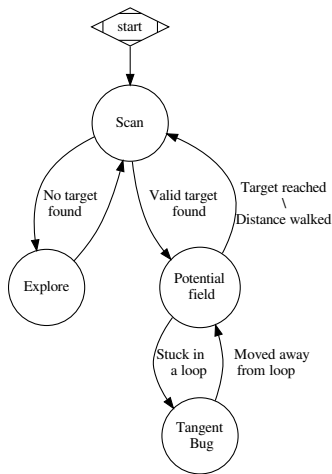 start
Scan
No target
found
Valid target
found
Target reached
\
Distance walked
Explore
Potential
field
Stuck in
a loop
Moved away
from loop
Tangent
Bug